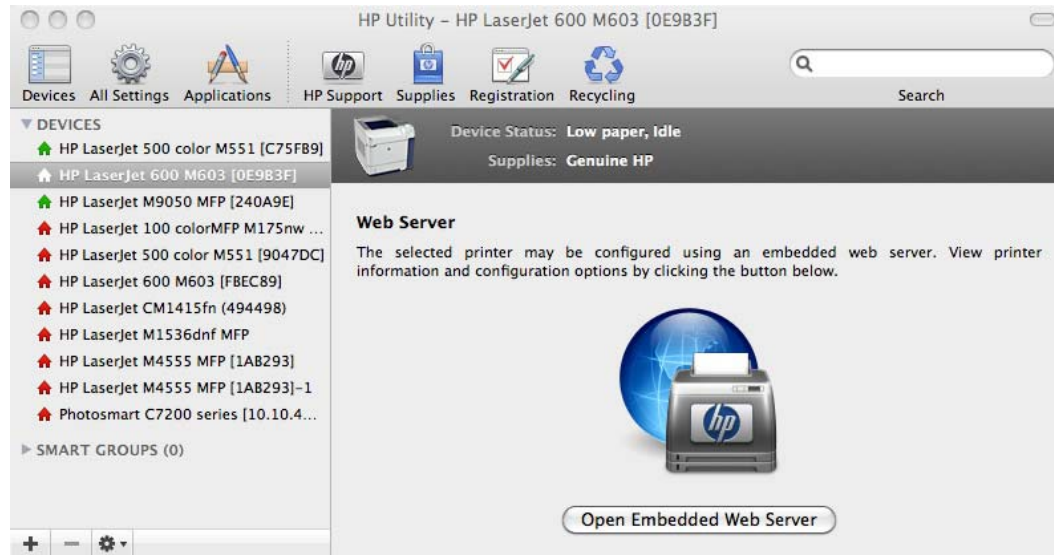 HP Utility – HP LaserJet 600 M603 [0E9B3F]
Devices All Settings Applications HP Support Supplies Registration Recycling Search
DEVICES
HP LaserJet 500 color M551 [C75FB9]
HP LaserJet 600 M603 [0E9B3F]
HP LaserJet M9050 MFP [240A9E]
HP LaserJet 100 colorMFP M175nw ...
HP LaserJet 500 color M551 [9047DC]
HP LaserJet 600 M603 [FBEC89]
HP LaserJet CM1415fn (494498)
HP LaserJet M1536dnf MFP
HP LaserJet M4555 MFP [1AB293]
HP LaserJet M4555 MFP [1AB293]-1
Photosmart C7200 series [10.10.4...
SMART GROUPS (0)
Device Status: Low paper, Idle
Supplies: Genuine HP
Web Server
The selected printer may be configured using an embedded web server. View printer
information and configuration options by clicking the button below.
hp
Open Embedded Web Server